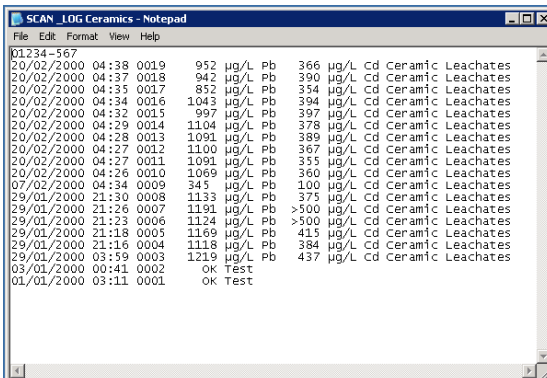 SCAN _LOG Ceramics - Notepad
File Edit Format View Help
01234-567
20/02/2000 04:38 0019 952 µg/L Pb 366 µg/L Cd Ceramic Leachates
20/02/2000 04:37 0018 942 µg/L Pb 390 µg/L Cd Ceramic Leachates
20/02/2000 04:35 0017 852 µg/L Pb 354 µg/L Cd Ceramic Leachates
20/02/2000 04:34 0016 1043 µg/L Pb 394 µg/L Cd Ceramic Leachates
20/02/2000 04:32 0015 997 µg/L Pb 397 µg/L Cd Ceramic Leachates
20/02/2000 04:29 0014 1104 µg/L Pb 378 µg/L Cd Ceramic Leachates
20/02/2000 04:28 0013 1091 µg/L Pb 389 µg/L Cd Ceramic Leachates
20/02/2000 04:27 0012 1100 µg/L Pb 367 µg/L Cd Ceramic Leachates
20/02/2000 04:27 0011 1091 µg/L Pb 355 µg/L Cd Ceramic Leachates
20/02/2000 04:26 0010 1069 µg/L Pb 360 µg/L Cd Ceramic Leachates
07/02/2000 04:34 0009 345 µg/L Pb 100 µg/L Cd Ceramic Leachates
29/01/2000 21:30 0008 1133 µg/L Pb 375 µg/L Cd Ceramic Leachates
29/01/2000 21:26 0007 1191 µg/L Pb >500 µg/L Cd Ceramic Leachates
29/01/2000 21:23 0006 1124 µg/L Pb >500 µg/L Cd Ceramic Leachates
29/01/2000 21:18 0005 1169 µg/L Pb 415 µg/L Cd Ceramic Leachates
29/01/2000 21:16 0004 1118 µg/L Pb 384 µg/L Cd Ceramic Leachates
29/01/2000 03:59 0003 1219 µg/L Pb 437 µg/L Cd Ceramic Leachates
03/01/2000 00:41 0002 OK Test
01/01/2000 03:11 0001 OK Test